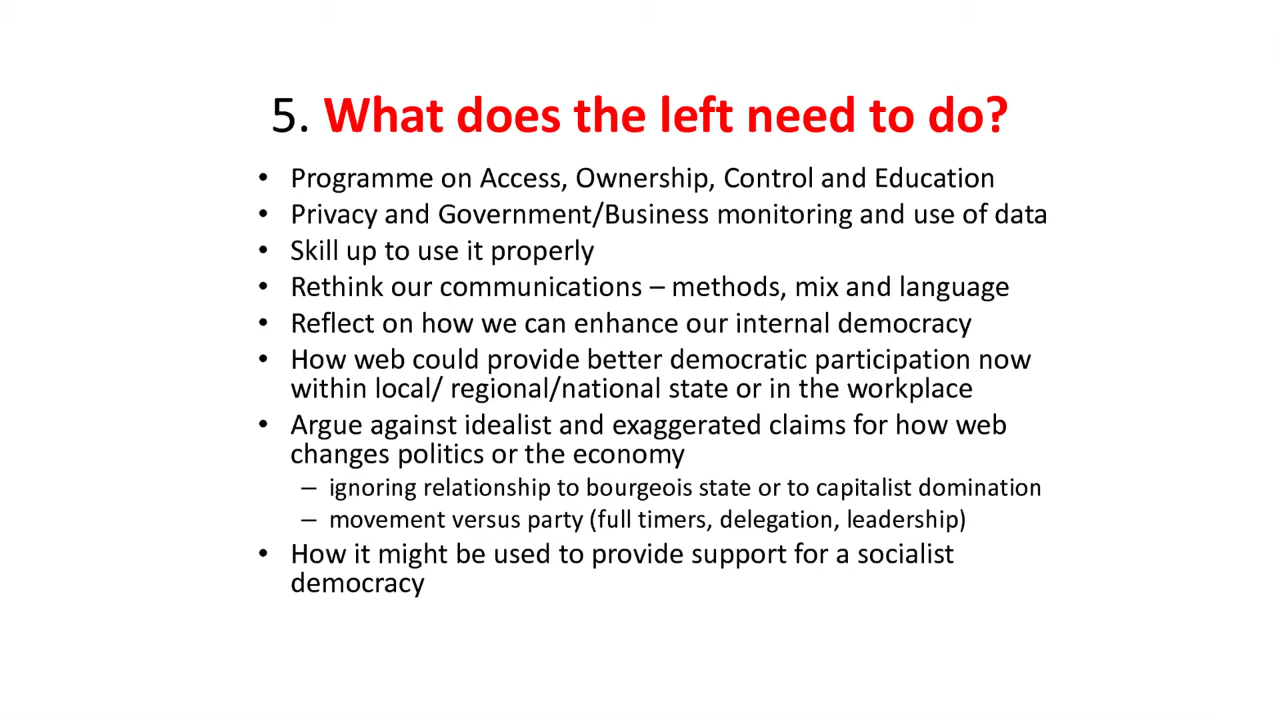 5. What does the left need to do?
• Programme on Access, Ownership, Control and Education
• Privacy and Government/Business monitoring and use of data
• Skill up to use it properly
• Rethink our communications – methods, mix and language
• Reflect on how we can enhance our internal democracy
• How web could provide better democratic participation now
within local/ regional/national state or in the workplace
• Argue against idealist and exaggerated claims for how web
changes politics or the economy
– ignoring relationship to bourgeois state or to capitalist domination
– movement versus party (full timers, delegation, leadership)
• How it might be used to provide support for a socialist
democracy